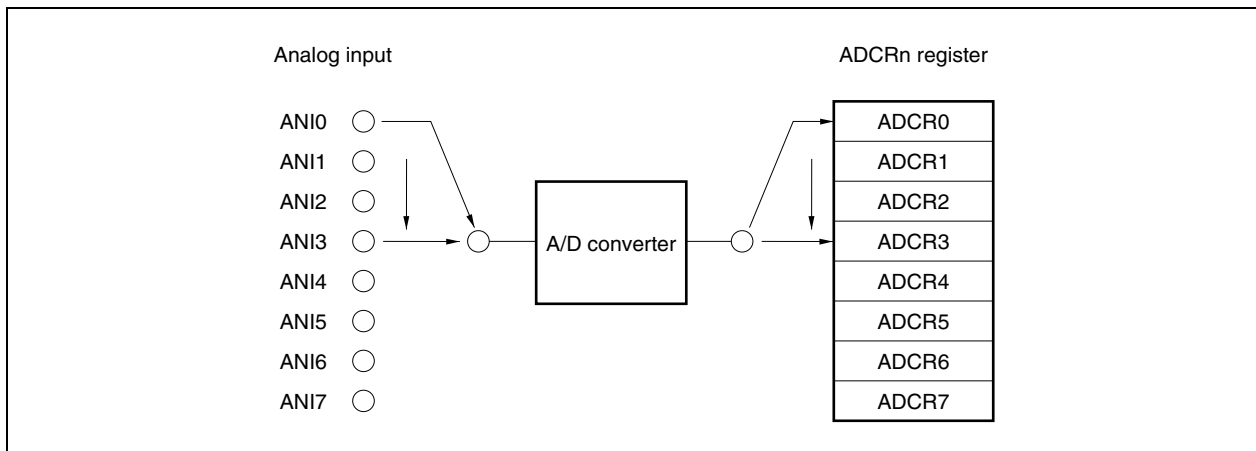 Analog input
ADCRn register
ANI0
ANI1
ANI2
ANI3
ANI4
ANI5
ANI6
ANI7
A/D converter
ADCR0
ADCR1
ADCR2
ADCR3
ADCR4
ADCR5
ADCR6
ADCR7